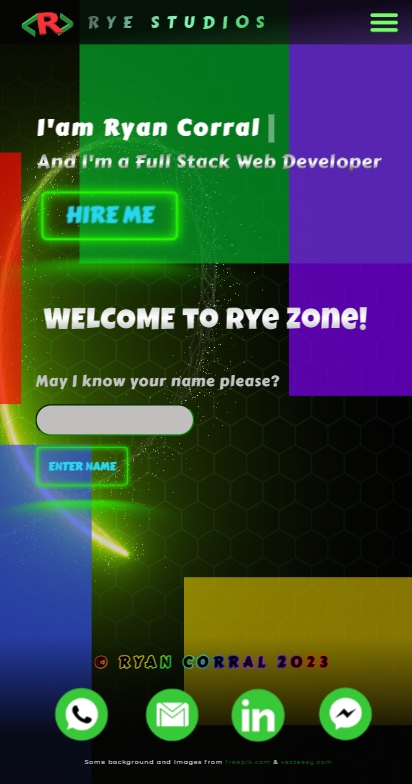 R RYE STUDIOS
I'am Ryan Corral
And I'm a Full Stack Web Developer
HIRE ME
WELCOME TO RYe zone!
May I know your name please?
ENTER NAME
© RYAN CORRAL 2023
in
Some background and images from freepik.com & vecteezy.com